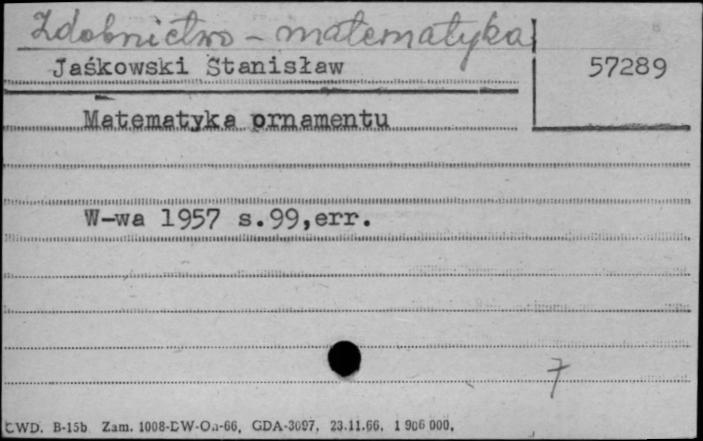 Zdobnictwo - matematyka
Jaśkowski Stanisław
57289
Matematyka ornamentu
W-wa 1957 s.99,err.
7
CWD. B-15b Zam. 1008-DW-Oa-66, GDA-3097, 23.11.66, 1 906 000,